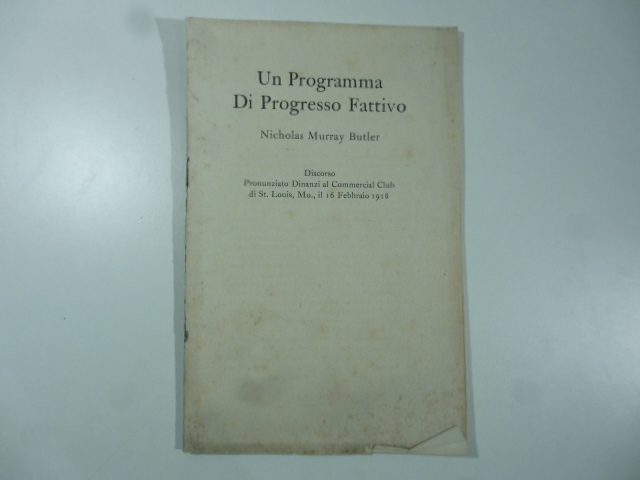 Un Programma
Di Progresso Fattivo
Nicholas Murray Butler
Discorso
Pronunziato Dinanzi al Commercial Club
di St. Louis, Mo., il 16 Febbraio 1918